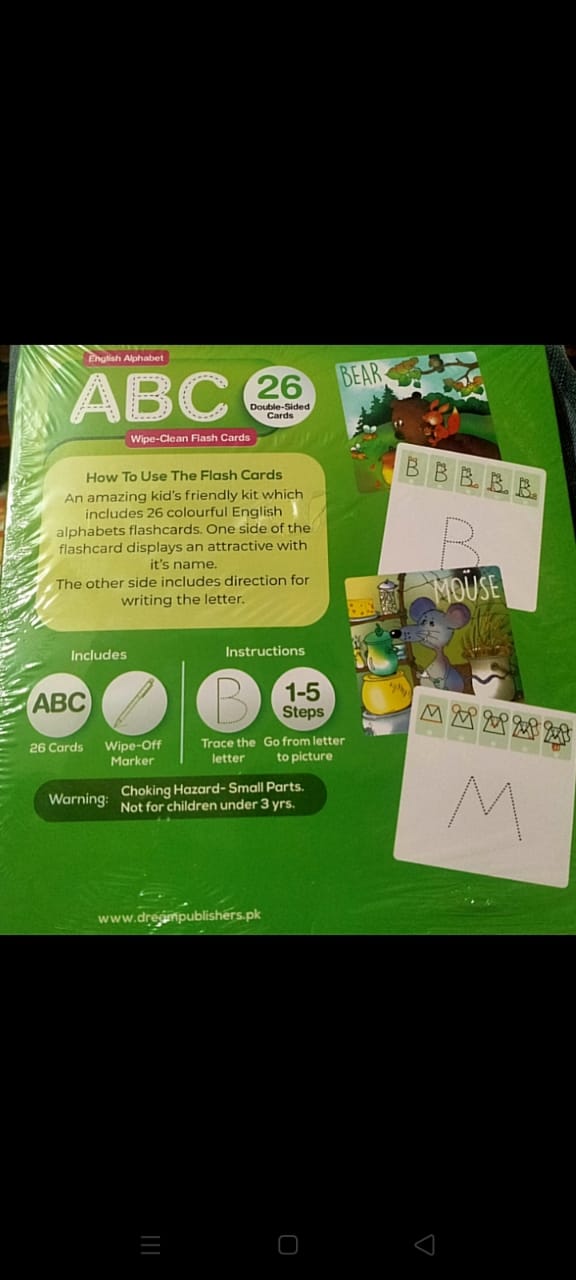 English Alphabet
ABC
26
Double-Sided
Cards
Wipe-Clean Flash Cards
How To Use The Flash Cards
An amazing kid's friendly kit which
includes 26 colourful English
alphabets flashcards. One side of the
flashcard displays an attractive with
it's name.
The other side includes direction for
writing the letter.
Includes
ABC
26 Cards
Wipe-Off
Marker
Instructions
B
Trace the
letter
1-5
Steps
Go from letter
to picture
Warning:
Choking Hazard- Small Parts.
Not for children under 3 yrs.
www.dreampublishers.pk
BEAR
B B B B B
B
MOUSE
M